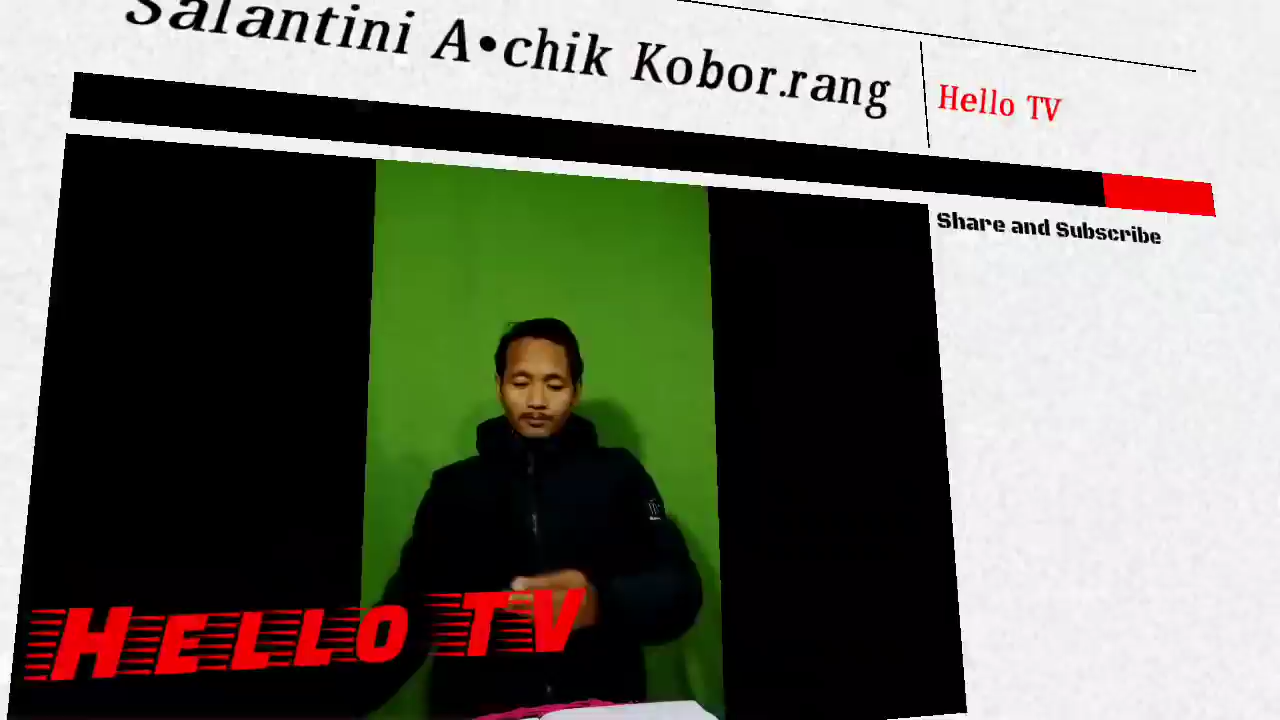 Salantini A•chik Kobor.rang
Hello TV
Share and Subscribe
HELLO TV